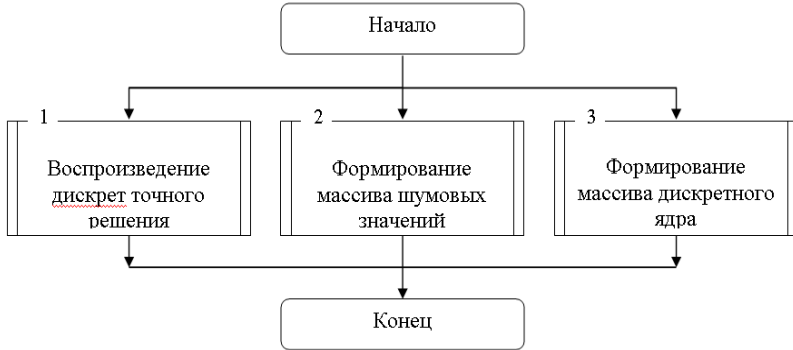 Начало
1
Воспроизведение
дискрет точного
решения
2
Формирование
массива шумовых
значений
3
Формирование
массива дискретного
ядра
Конец